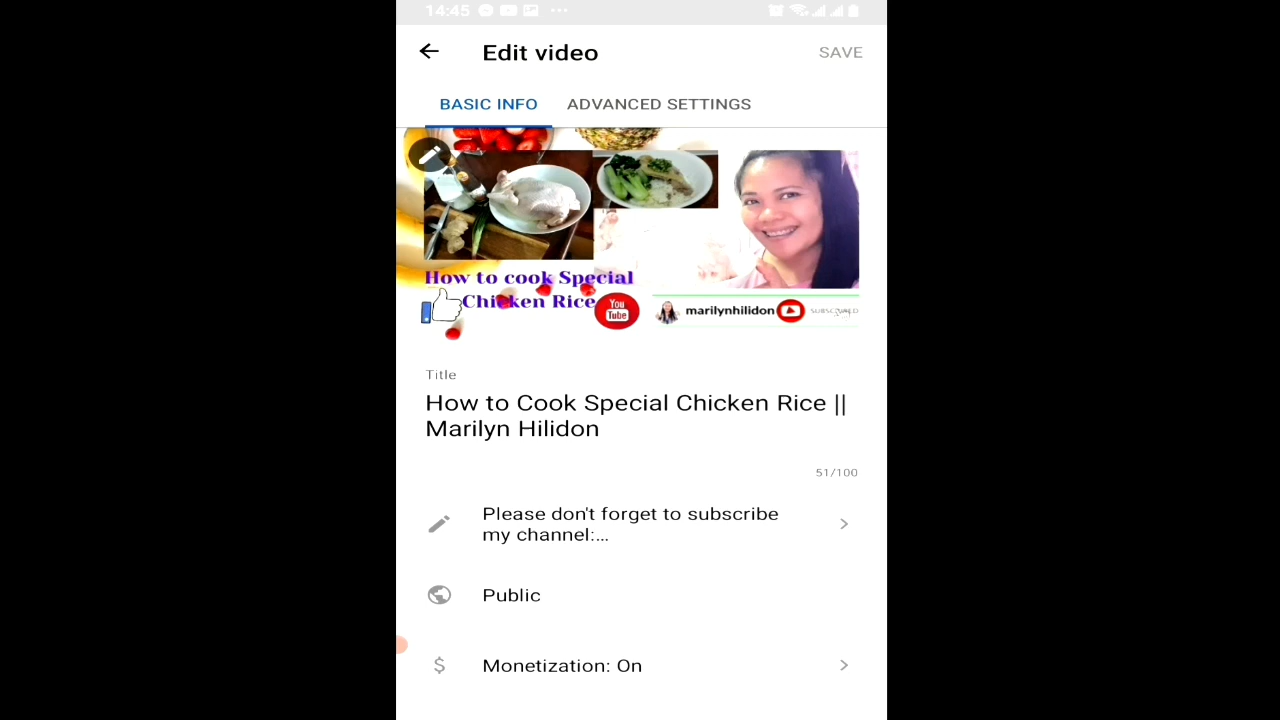 14:45
Edit video
SAVE
BASIC INFO
ADVANCED SETTINGS
How to cook Special
Chicken Rice
You
Tube
marilynhilidon
Title
How to Cook Special Chicken Rice ||
Marilyn Hilidon
51/100
Please don't forget to subscribe
my channel:...
Public
$
Monetization: On